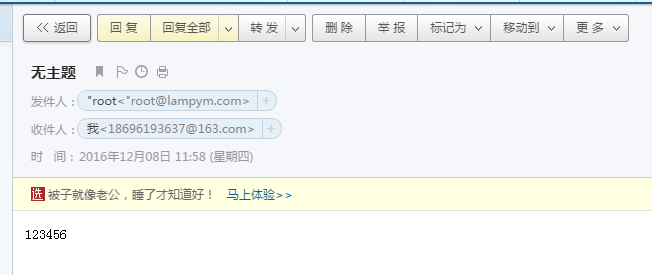 << 返回 回 复 回复全部 转 发 删 除 举 报 标记为 移动到 更 多
无主题
发件人： "root<"root@lampym.com> +
收件人： 我<18696193637@163.com> +
时 间： 2016年12月08日 11:58 (星期四)
选 被子就像老公，睡了才知道好！ 马上体验>>
123456